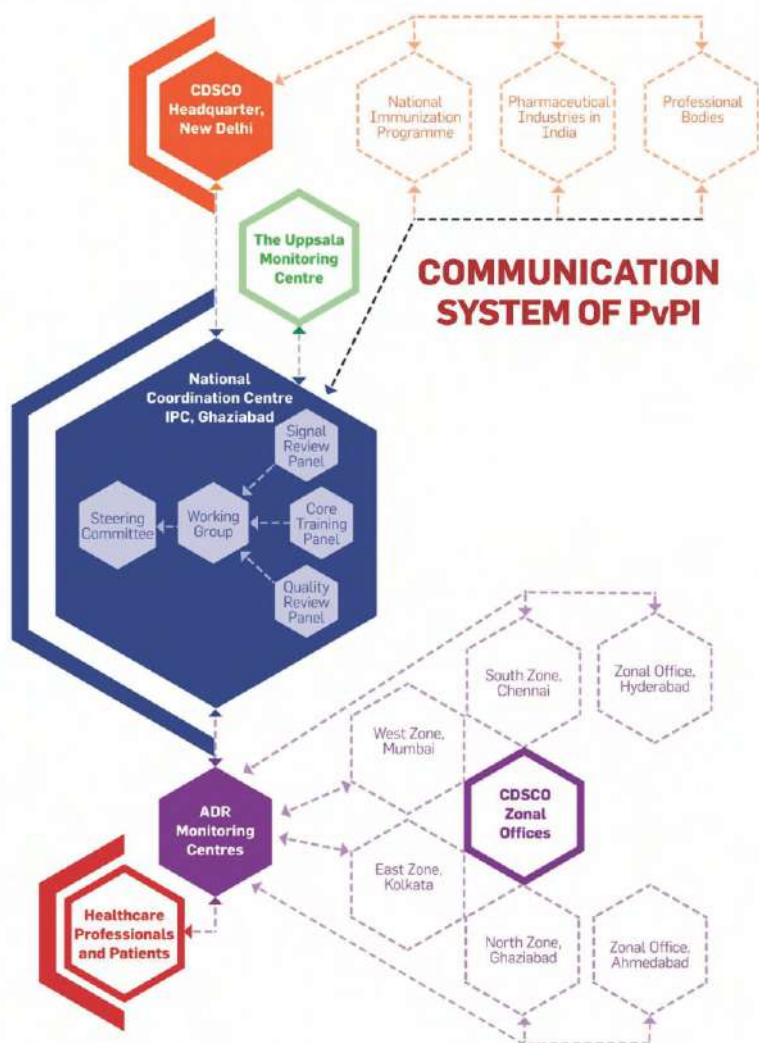 CDSCO
Headquarter,
New Delhi
National
Immunization
Programme
Pharmaceutical
Industries in
India
Professional
Bodies
The Uppsala
Monitoring
Centre
COMMUNICATION
SYSTEM OF PvPI
National
Coordination Centre
IPC, Ghaziabad
Signal
Review
Panel
Steering
Committee
Working
Group
Core
Training
Panel
Quality
Review
Panel
South Zone,
Chennai
Zonal Office,
Hyderabad
West Zone,
Mumbai
ADR
Monitoring
Centres
CDSCO
Zonal
Offices
East Zone,
Kolkata
Healthcare
Professionals
and Patients
North Zone,
Ghaziabad
Zonal Office,
Ahmedabad